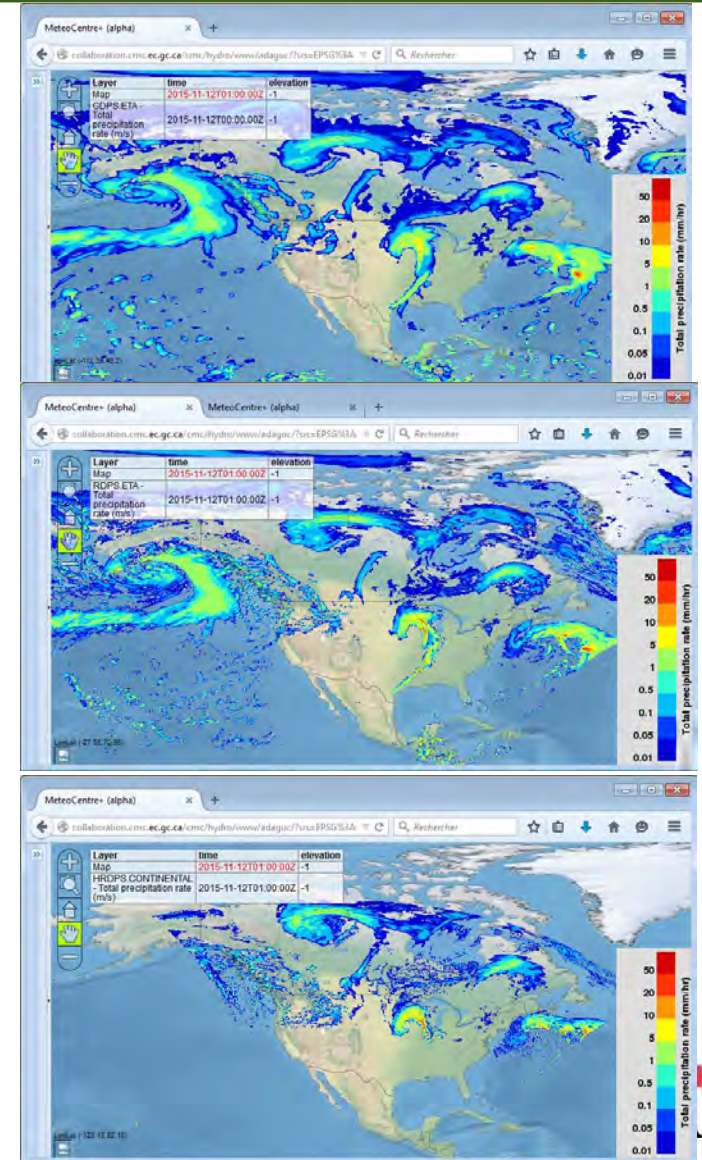 MeteoCentre+ (alpha) × +
collaboration.cmc.ec.gc.ca/cmc/hydro/www/adaguc/?srs=EPSG%3A Rechercher
Layer time elevation
Map 2015-11-12T01:00:00Z -1
GDPS.ETA -
Total
precipitation
rate (m/s) 2015-11-12T00:00:00Z -1
50
20
10
5
1
0.5
0.1
0.05
0.01
Total precipitation rate (mm/hr)
MeteoCentre+ (alpha) × MeteoCentre+ (alpha) × +
collaboration.cmc.ec.gc.ca/cmc/hydro/www/adaguc/?srs=EPSG%3A Rechercher
Layer time elevation
Map 2015-11-12T01:00:00Z -1
RDPS.ETA -
Total
precipitation
rate (m/s) 2015-11-12T01:00:00Z -1
50
20
10
5
1
0.5
0.1
0.05
0.01
Total precipitation rate (mm/hr)
MeteoCentre+ (alpha) × +
collaboration.cmc.ec.gc.ca/cmc/hydro/www/adaguc/?srs=EPSG%3A Rechercher
Layer time elevation
Map 2015-11-12T01:00:00Z -1
HRDPS.CONTINENTAL
- Total precipitation rate 2015-11-12T01:00:00Z -1
(m/s)
50
20
10
5
1
0.5
0.1
0.05
0.01
Total precipitation rate (mm/hr)